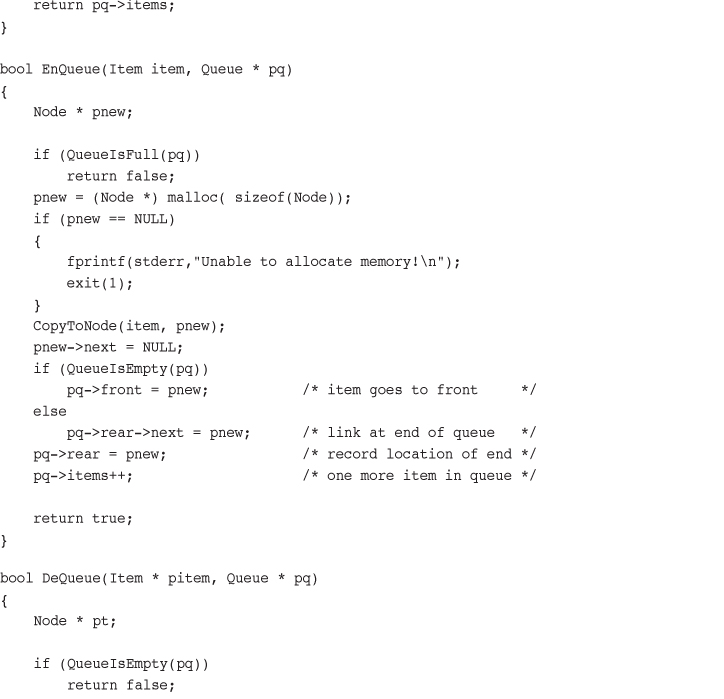 return pq->items;
}
bool EnQueue(Item item, Queue * pq)
{
    Node * pnew;
    if (QueueIsFull(pq))
        return false;
    pnew = (Node *) malloc( sizeof(Node));
    if (pnew == NULL)
    {
        fprintf(stderr,"Unable to allocate memory!\n");
        exit(1);
    }
    CopyToNode(item, pnew);
    pnew->next = NULL;
    if (QueueIsEmpty(pq))
        pq->front = pnew;           /* item goes to front     */
    else
        pq->rear->next = pnew;      /* link at end of queue   */
    pq->rear = pnew;                /* record location of end */
    pq->items++;                    /* one more item in queue */
    return true;
}
bool DeQueue(Item * pitem, Queue * pq)
{
    Node * pt;
    if (QueueIsEmpty(pq))
        return false;